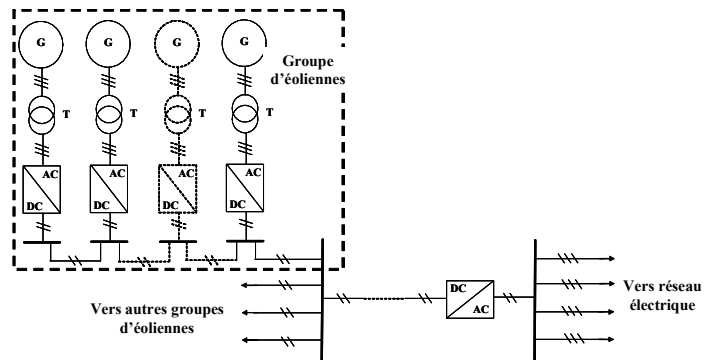 G G G G
Groupe
d'éoliennes
T T T T
AC AC AC AC
DC DC DC DC
Vers autres groupes
d'éoliennes
DC
AC
Vers réseau
électrique